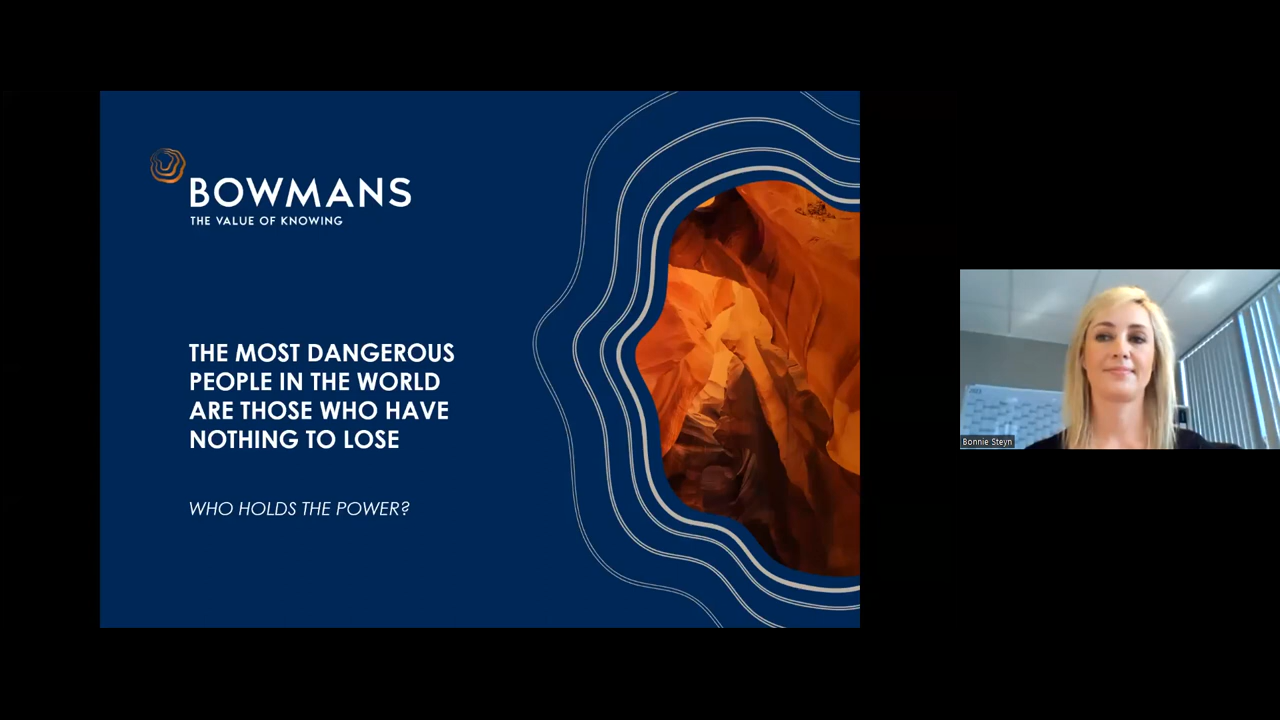 BOWMANS
THE VALUE OF KNOWING
THE MOST DANGEROUS
PEOPLE IN THE WORLD
ARE THOSE WHO HAVE
NOTHING TO LOSE
WHO HOLDS THE POWER?
Bonnie Steyn